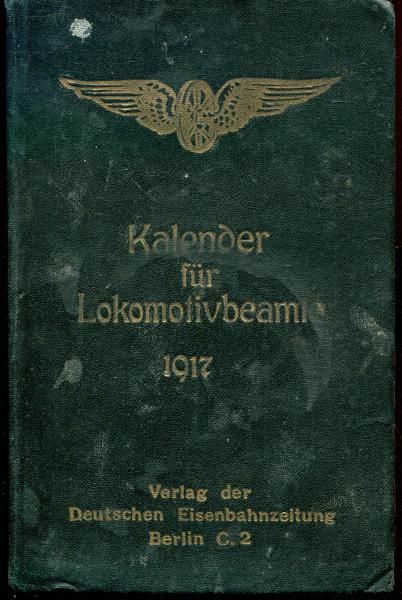 Kalender
für
Lokomotivbeamte
1917
Verlag der
Deutschen Eisenbahnzeitung
Berlin C.2